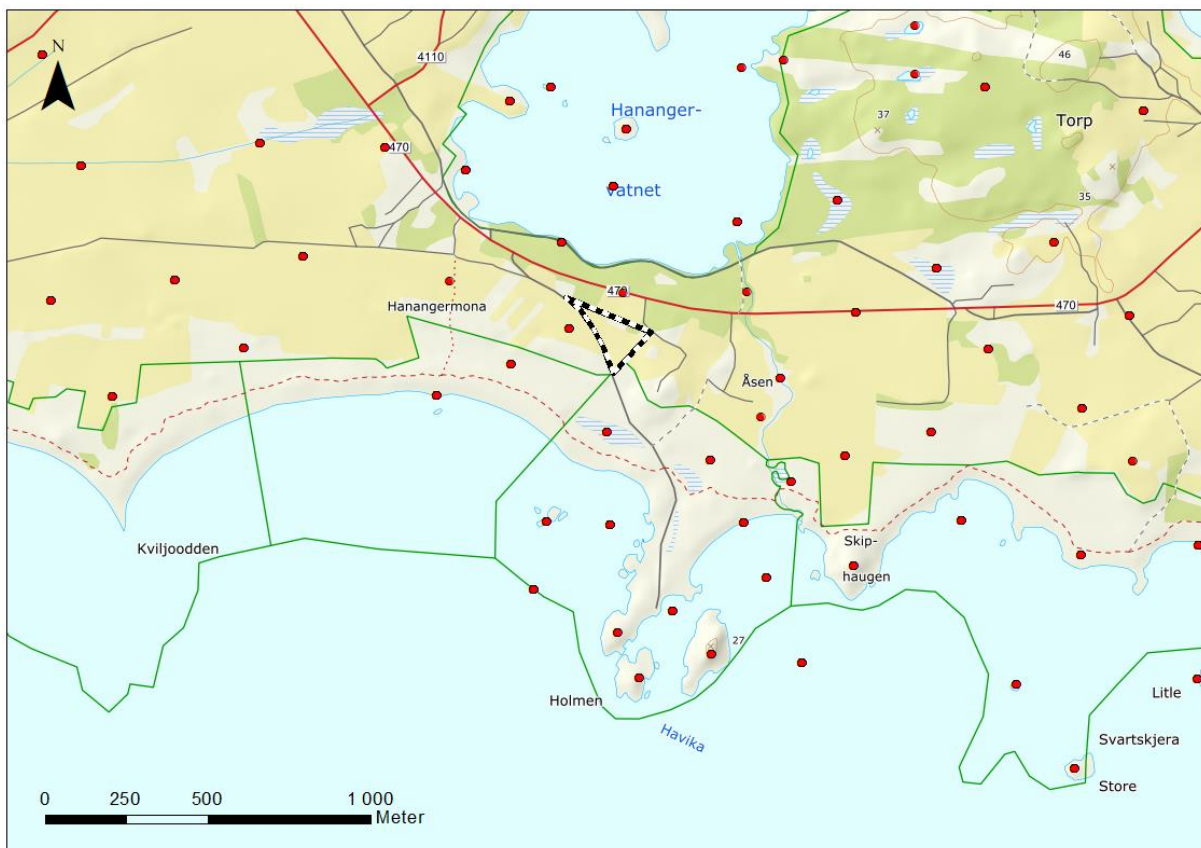 N
4110
46
Hananger-
37
Torp
470
vatnet
35
470
470
Hanangermona
Åsen
Kviljoodden
Skip-
haugen
27
Holmen
Litle
Havika
Svartskjera
Store
0 250 500 1 000
Meter